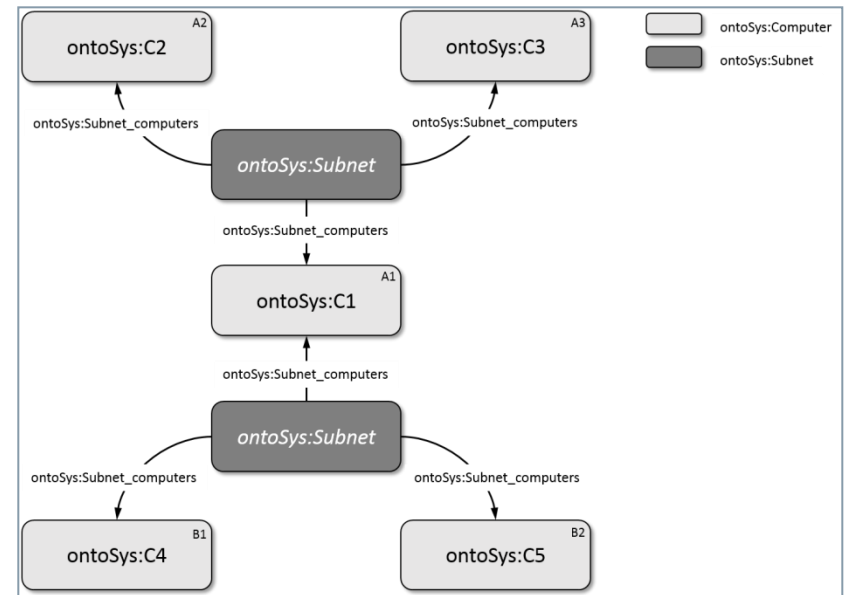 A2
ontoSys:C2
A3
ontoSys:C3
ontoSys:Computer
ontoSys:Subnet
ontoSys:Subnet_computers
ontoSys:Subnet_computers
ontoSys:Subnet
ontoSys:Subnet_computers
A1
ontoSys:C1
ontoSys:Subnet_computers
ontoSys:Subnet
ontoSys:Subnet_computers
ontoSys:Subnet_computers
B1
ontoSys:C4
B2
ontoSys:C5